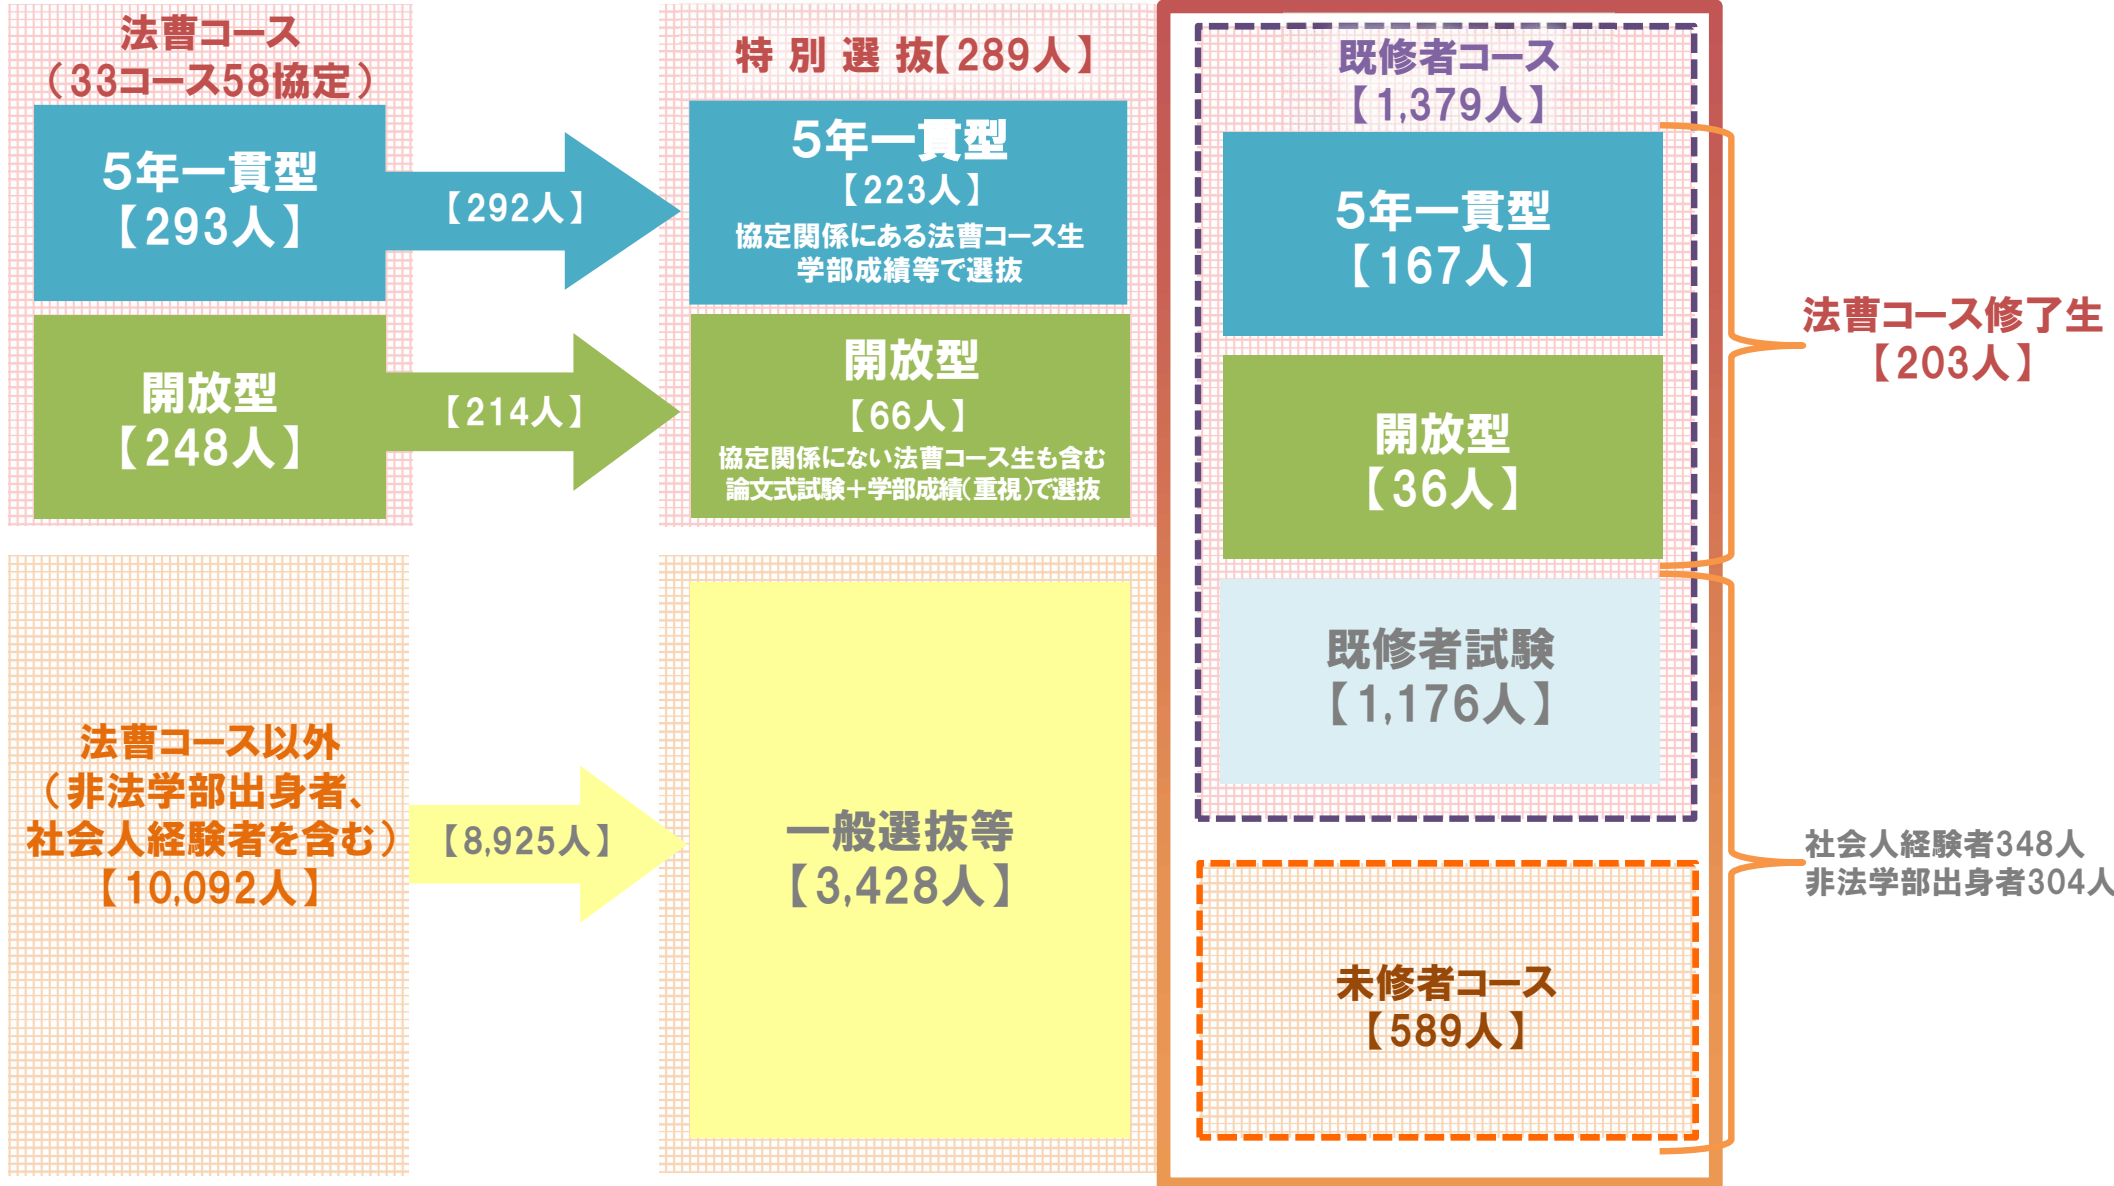 法曹コース
（33コース58協定）
5年一貫型
【293人】
【292人】
開放型
【248人】
【214人】
特 別 選 抜【289人】
5年一貫型
【223人】
協定関係にある法曹コース生
学部成績等で選抜
開放型
【66人】
協定関係にない法曹コース生も含む
論文式試験＋学部成績（重視）で選抜
既修者コース
【1,379人】
5年一貫型
【167人】
開放型
【36人】
法曹コース修了生
【203人】
既修者試験
【1,176人】
法曹コース以外
（非法学部出身者、
社会人経験者を含む）
【10,092人】
【8,925人】
一般選抜等
【3,428人】
未修者コース
【589人】
社会人経験者348人
非法学部出身者304人